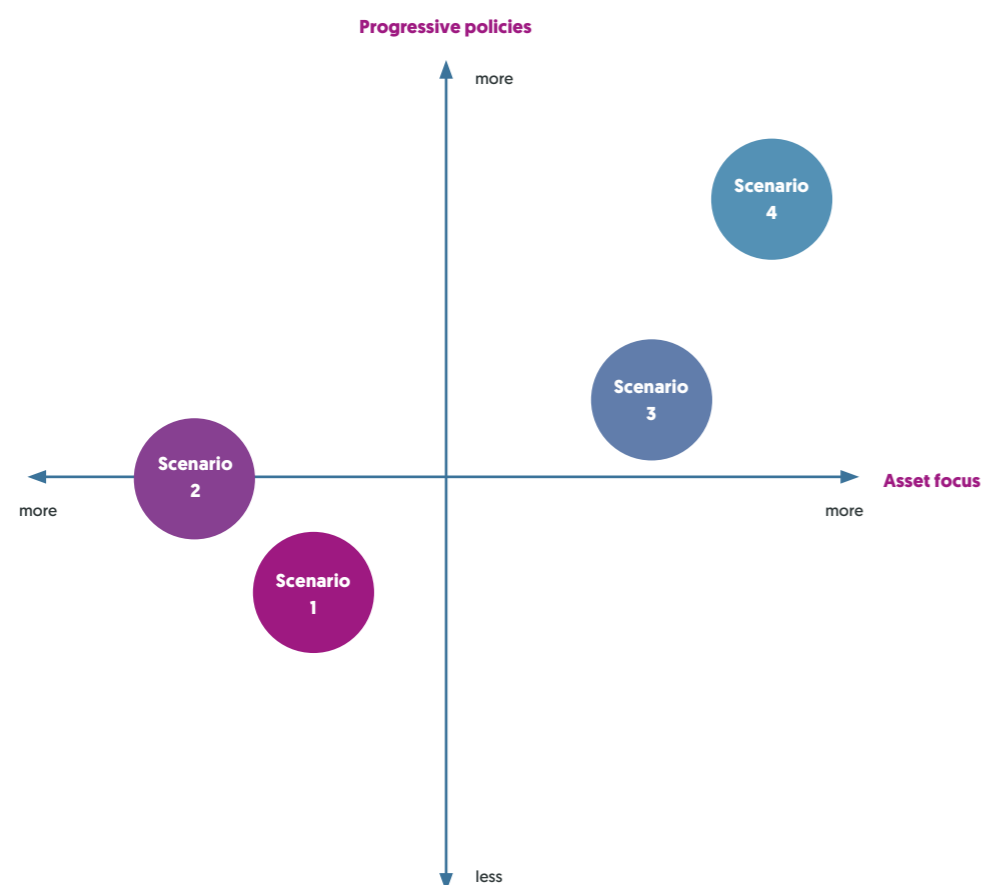 Progressive policies
more
Scenario
4
Scenario
3
Scenario
2
Asset focus
more
more
Scenario
1
less